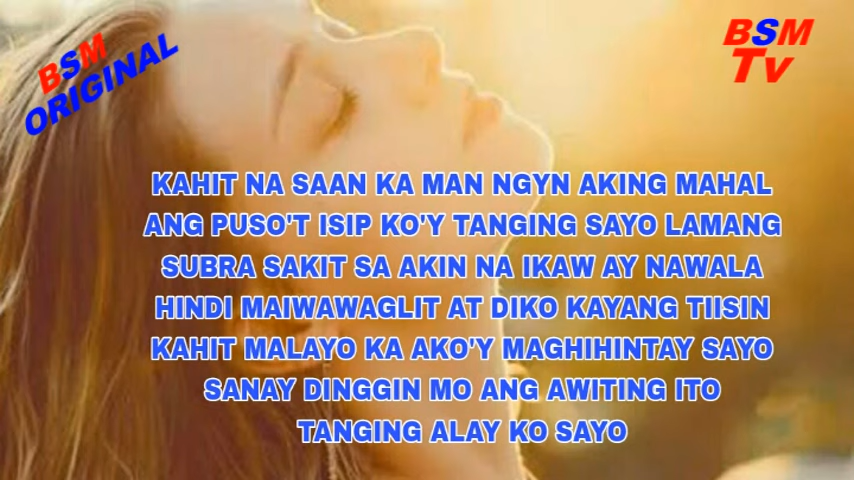 BSM
ORIGINAL
BSM
Tv
KAHIT NA SAAN KA MAN NGYN AKING MAHAL
ANG PUSO'T ISIP KO'Y TANGING SAYO LAMANG
SUBRA SAKIT SA AKIN NA IKAW AY NAWALA
HINDI MAIWAWAGLIT AT DIKO KAYANG TIISIN
KAHIT MALAYO KA AKO'Y MAGHIHINTAY SAYO
SANAY DINGGIN MO ANG AWITING ITO
TANGING ALAY KO SAYO